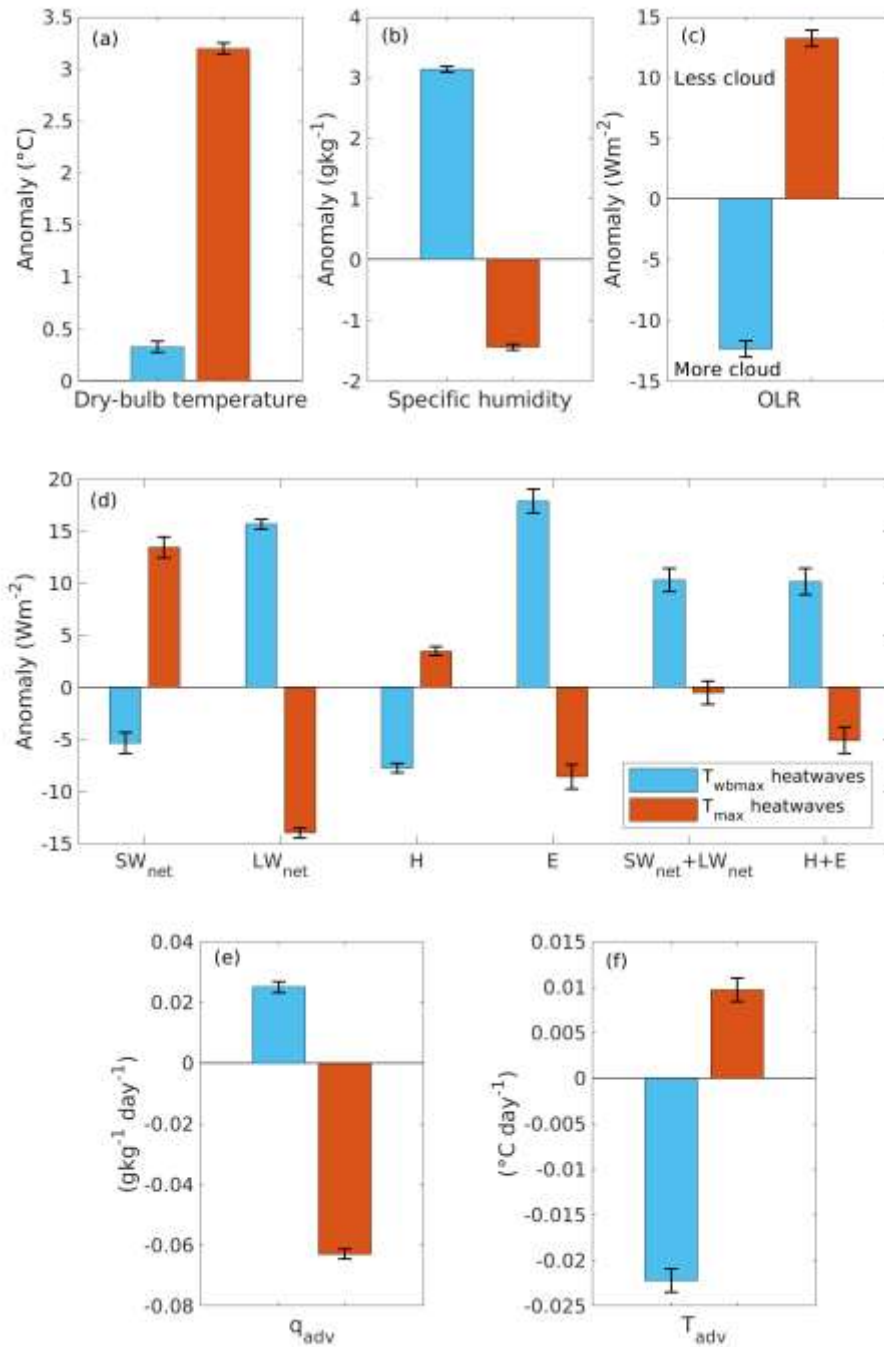 (a)
3.5
3
2.5
2
1.5
1
0.5
0
Anomaly (°C)
Dry-bulb temperature
(b)
4
3
2
1
0
-1
-2
Anomaly (gkg-1)
Specific humidity
(c)
15
10
5
0
-5
-10
-15
Anomaly (Wm-2)
Less cloud
More cloud
OLR
(d)
20
15
10
5
0
-5
-10
-15
Anomaly (Wm-2)
Twbmax heatwaves
Tmax heatwaves
SWnet LWnet H E SWnet+LWnet H+E
(e)
0.04
0.02
0
-0.02
-0.04
-0.06
-0.08
(gkg-1 day-1)
qadv
(f)
0.015
0.01
0.005
0
-0.005
-0.01
-0.015
-0.02
-0.025
(°C day-1)
Tadv